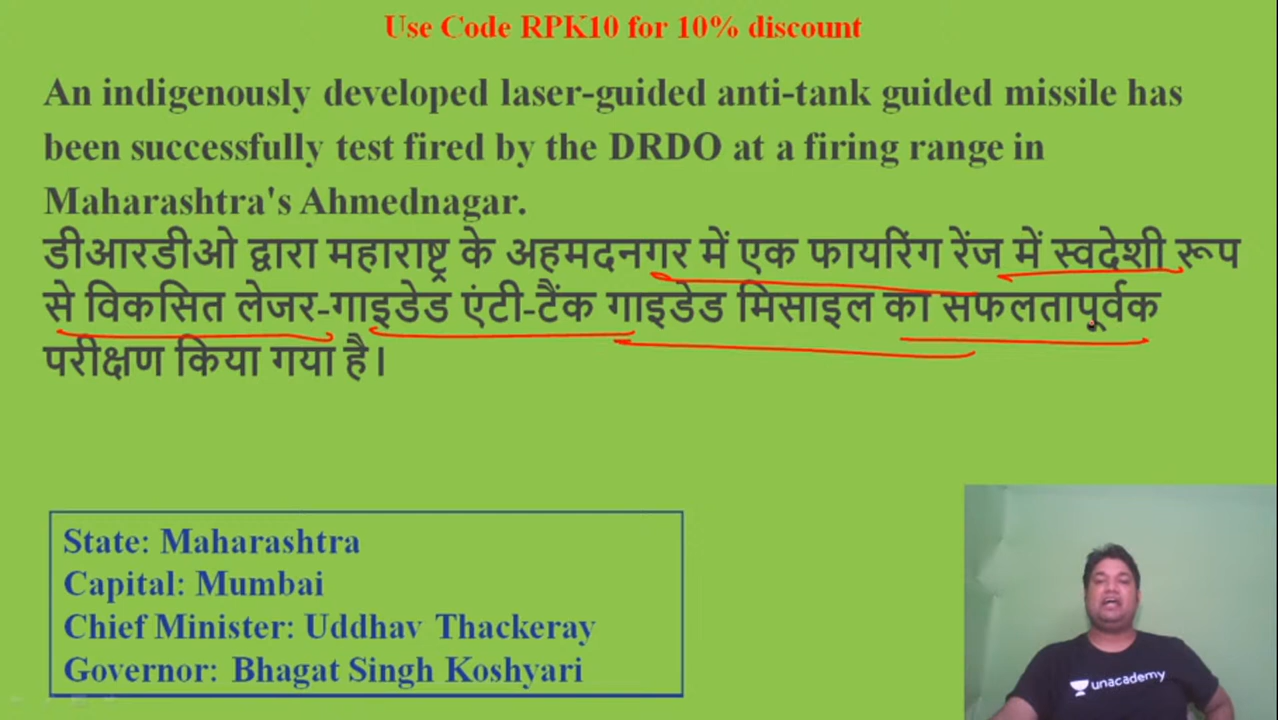 Use Code RPK10 for 10% discount
An indigenously developed laser-guided anti-tank guided missile has
been successfully test fired by the DRDO at a firing range in
Maharashtra's Ahmednagar.
डीआरडीओ द्वारा महाराष्ट्र के अहमदनगर में एक फायरिंग रेंज में स्वदेशी रूप
से विकसित लेजर-गाइडेड एंटी-टैंक गाइडेड मिसाइल का सफलतापूर्वक
परीक्षण किया गया है।
State: Maharashtra
Capital: Mumbai
Chief Minister: Uddhav Thackeray
Governor: Bhagat Singh Koshyari
unacademy